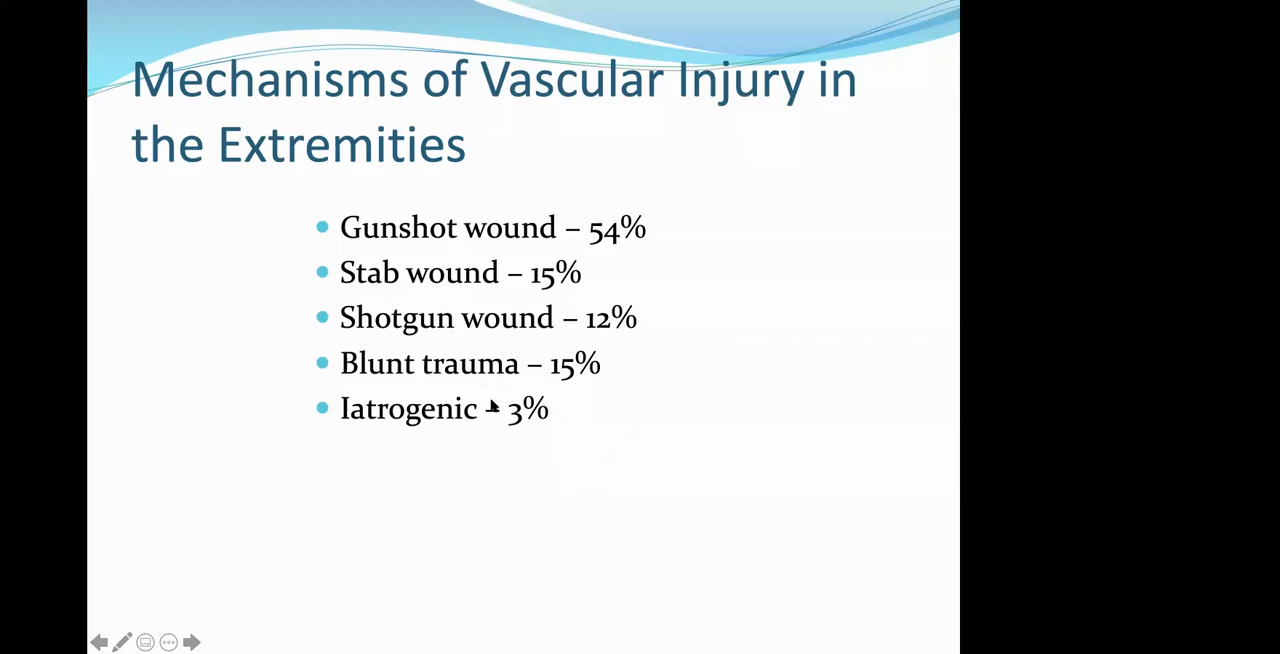 Mechanisms of Vascular Injury in
the Extremities
Gunshot wound – 54%
Stab wound – 15%
Shotgun wound – 12%
Blunt trauma – 15%
Iatrogenic – 3%